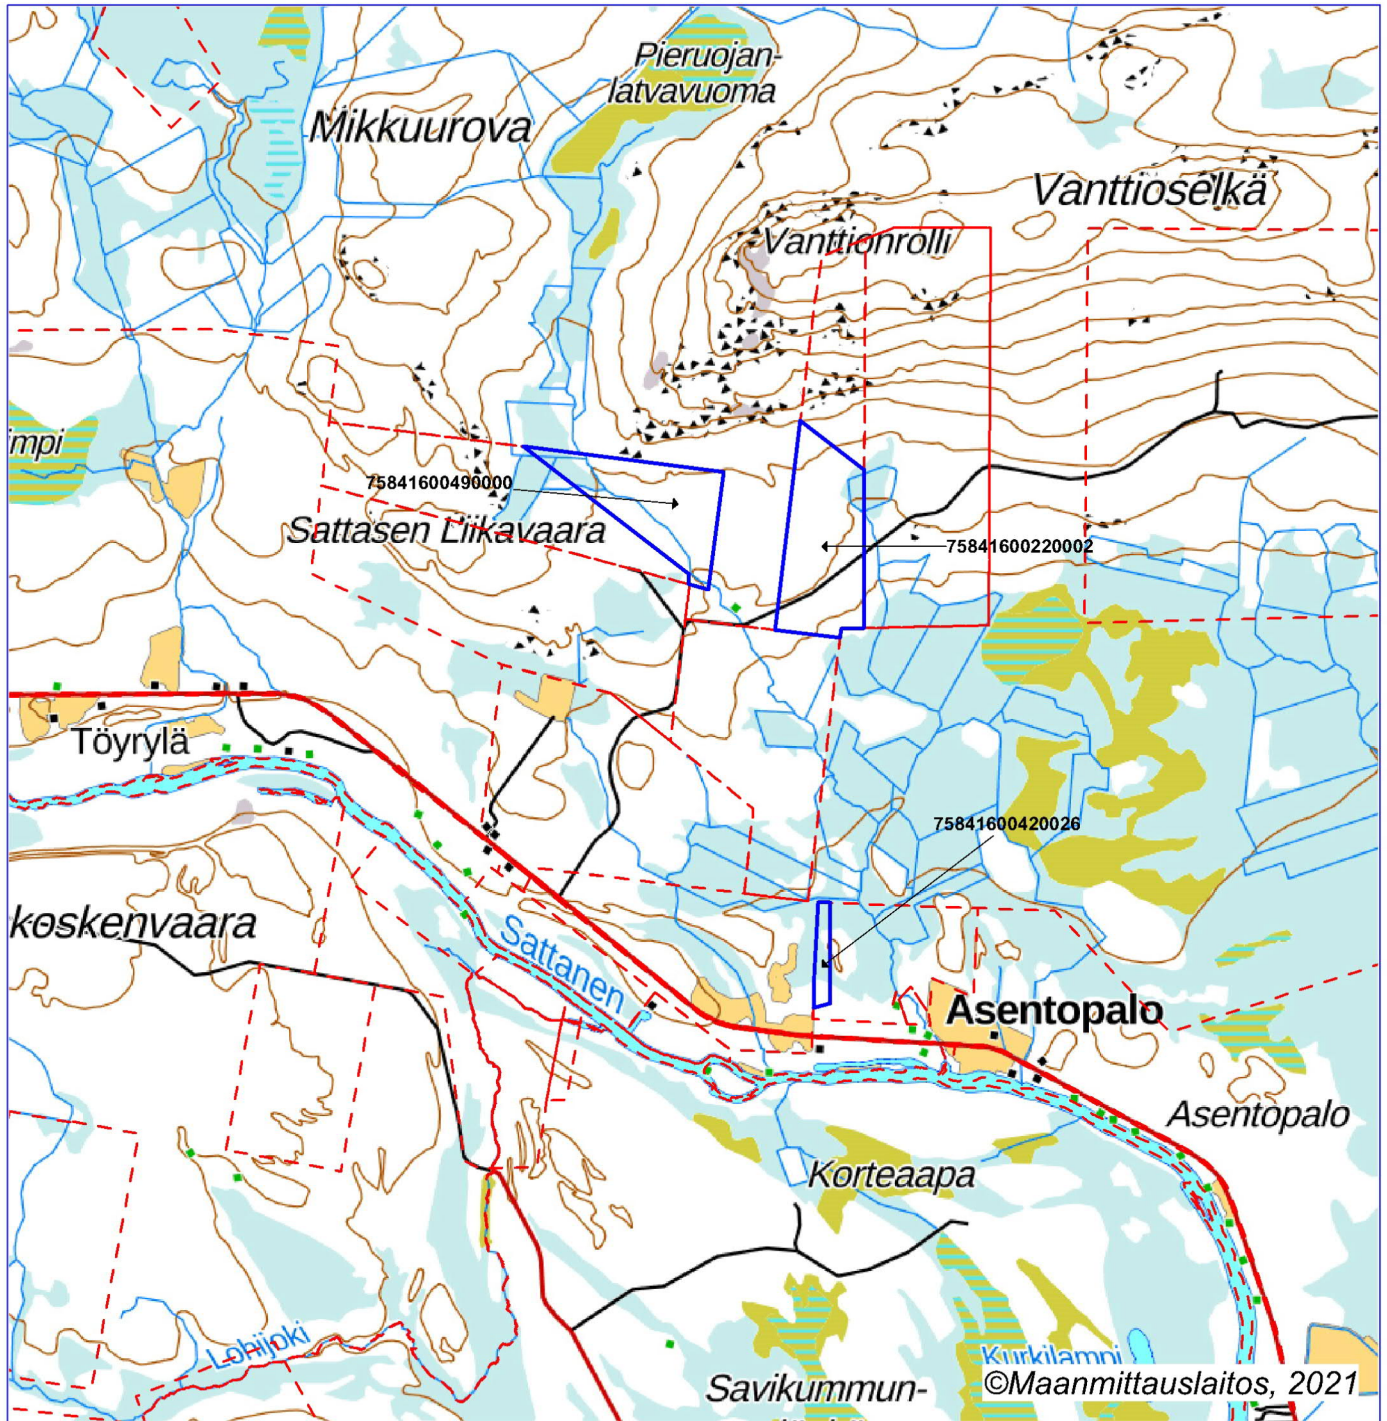 Pieruojan-
latvavuoma
Mikkuurova
Vanttioselkä
Vanttionrolli
impi
75841600490000
Sattasen Liikavaara
75841600220002
Töyrylä
75841600420026
koskenvaara
Sattanen
Asentopalo
Asentopalo
Korteaapa
Lohijoki
Kurkilampi
©Maanmittauslaitos, 2021
Savikummun-